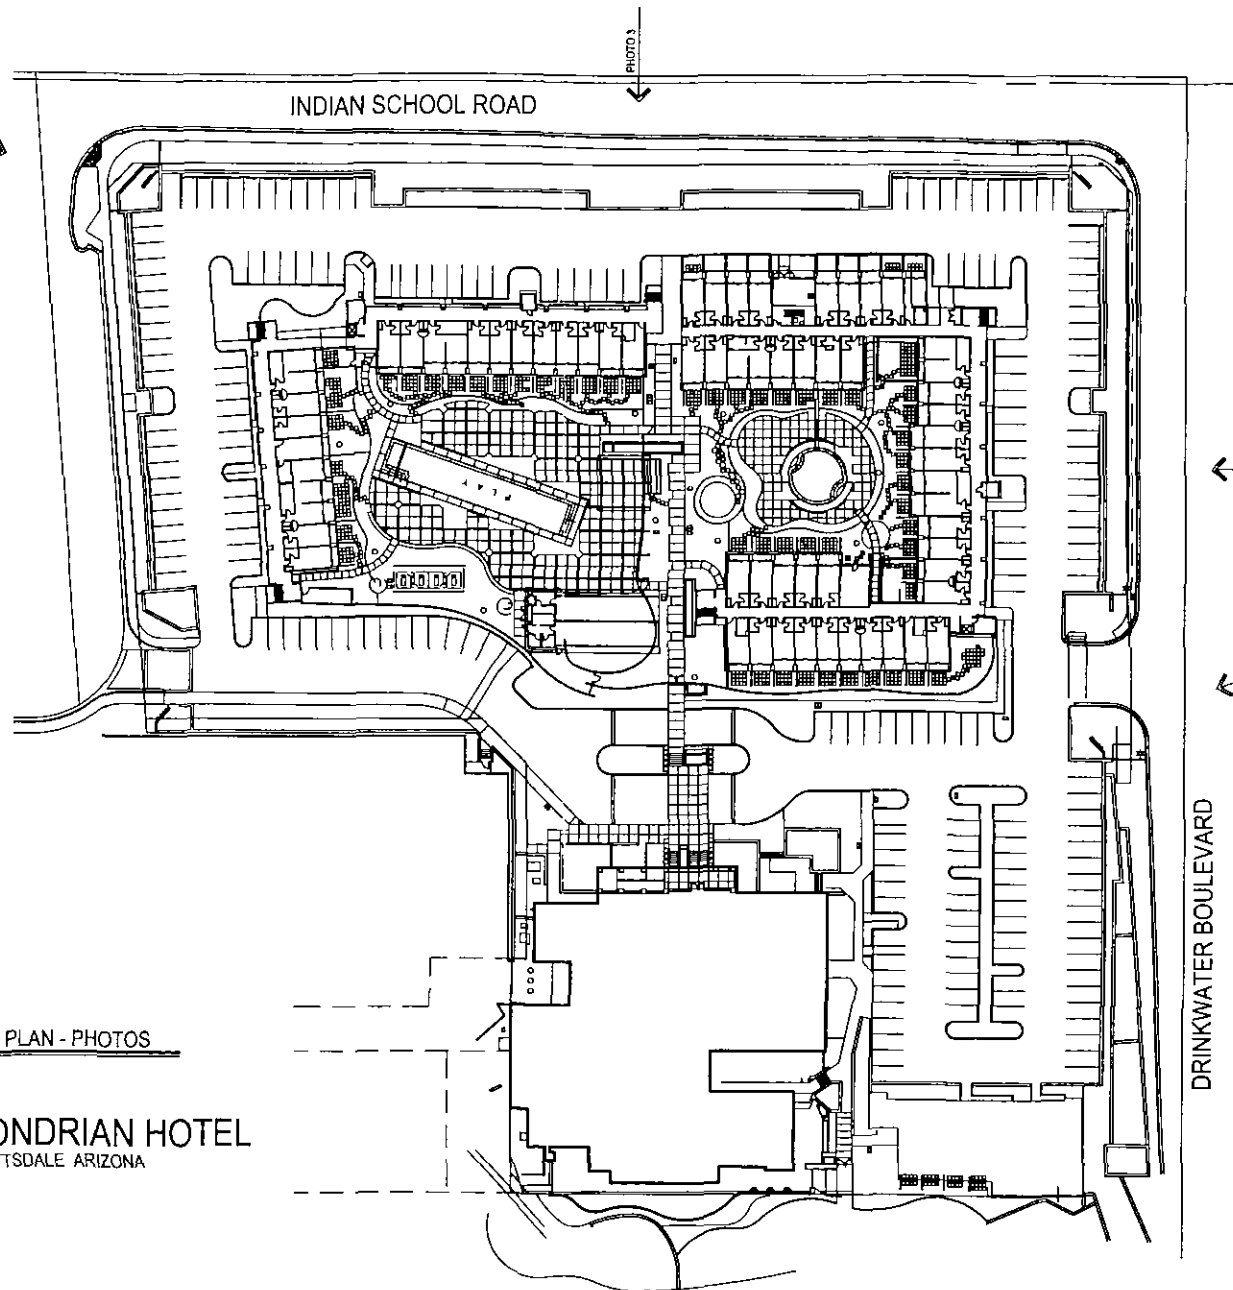 PHOTO 3
INDIAN SCHOOL ROAD
PLAY
DRINKWATER BOULEVARD
PLAN - PHOTOS
ONDRIAN HOTEL
TSDALE ARIZONA